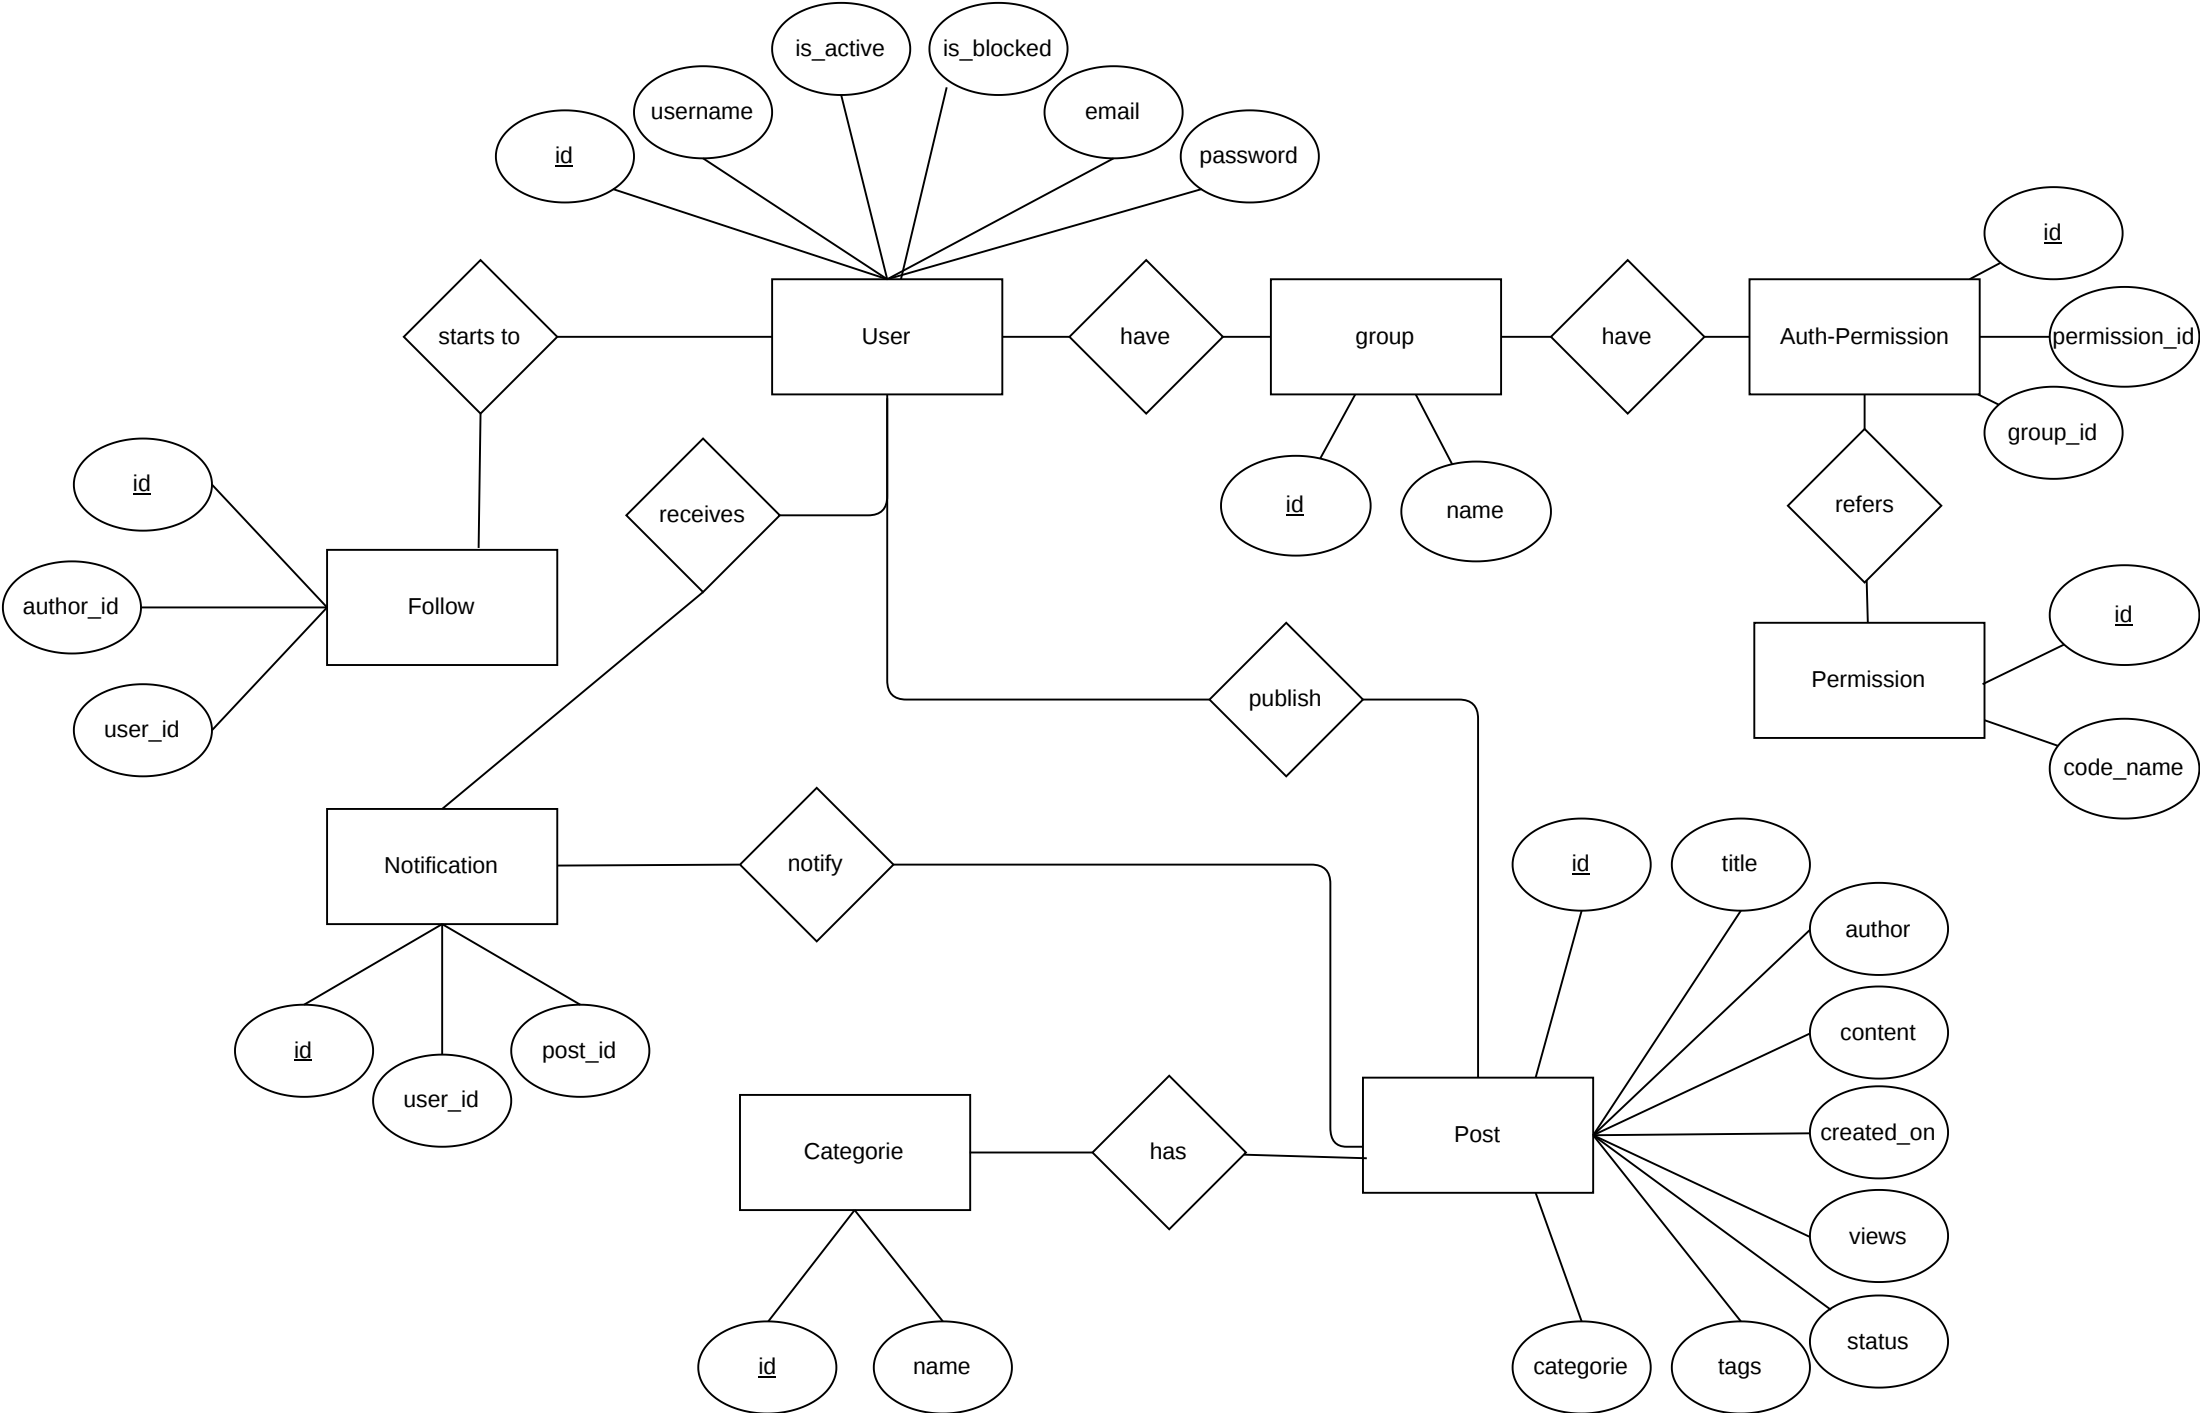 is_active
is_blocked
username
email
id
password
id
starts to
User
have
group
have
Auth-Permission
permission_id
group_id
id
receives
id
name
refers
author_id
Follow
id
user_id
publish
Permission
code_name
Notification
notify
id
title
author
content
id
post_id
user_id
Categorie
has
Post
created_on
views
status
id
name
categorie
tags